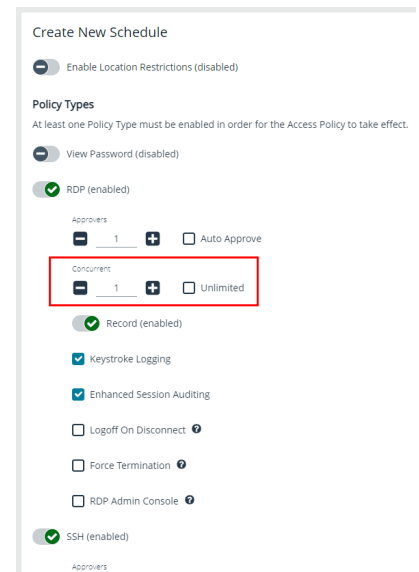 Create New Schedule
Enable Location Restrictions (disabled)
Policy Types
At least one Policy Type must be enabled in order for the Access Policy to take effect.
View Password (disabled)
RDP (enabled)
Approvers
1 Auto Approve
Concurrent
1 Unlimited
Record (enabled)
Keystroke Logging
Enhanced Session Auditing
Logoff On Disconnect ?
Force Termination ?
RDP Admin Console ?
SSH (enabled)
Approvers